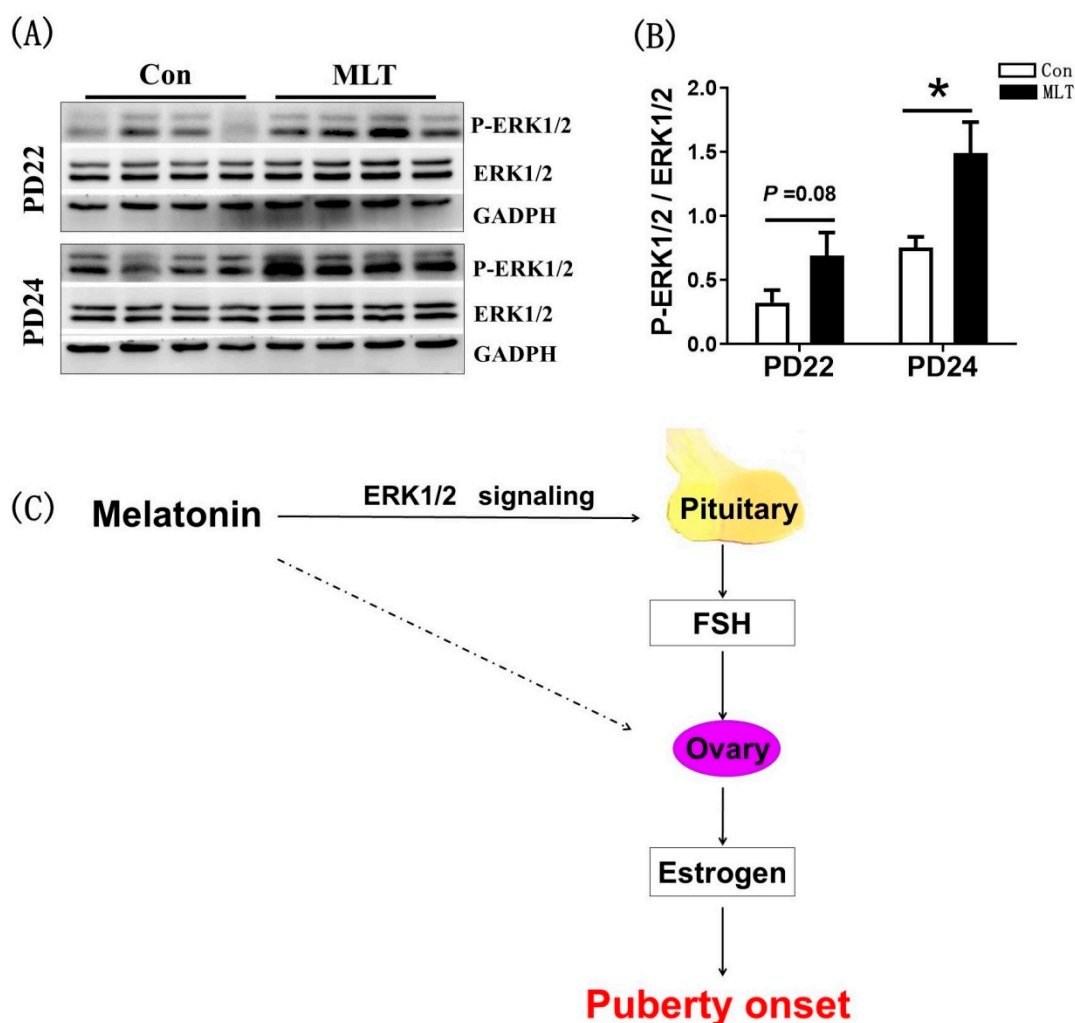 (A)
Con MLT
PD22
P-ERK1/2
ERK1/2
GADPH
PD24
P-ERK1/2
ERK1/2
GADPH
(B)
Con
MLT
P-ERK1/2 / ERK1/2
2.0
1.5
1.0
0.5
0.0
P =0.08
*
PD22 PD24
(C)
Melatonin
ERK1/2 signaling
Pituitary
FSH
Ovary
Estrogen
Puberty onset